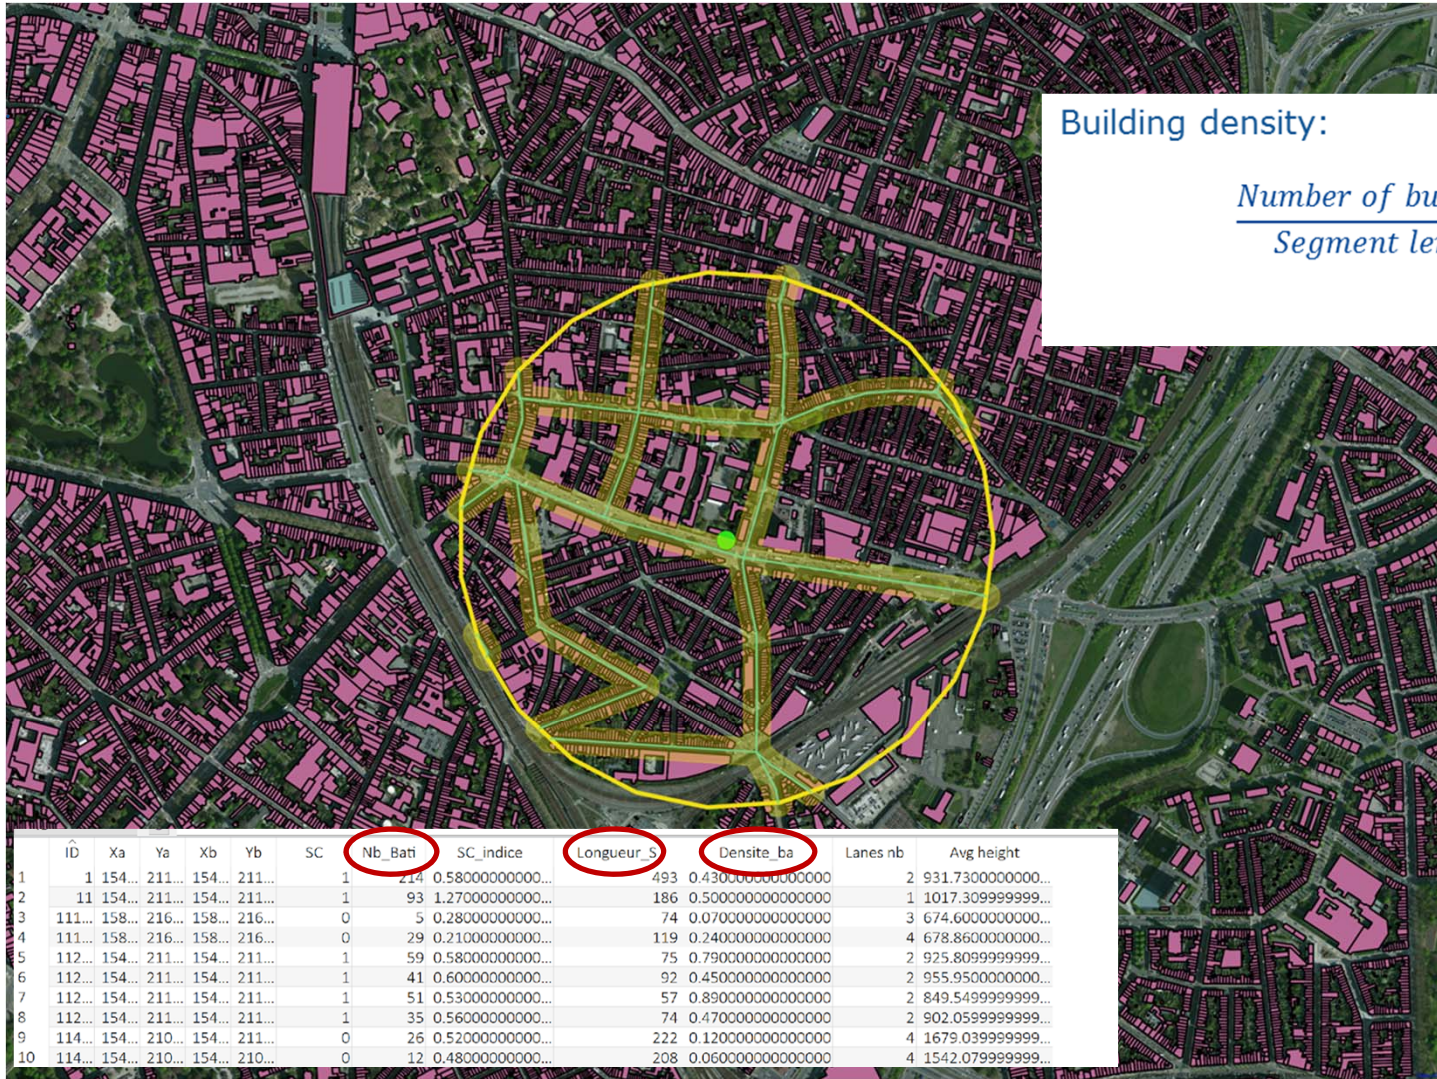 Building density:
Number of bu
Segment le
ID Xa Ya Xb Yb SC Nb_Bati SC_indice Longueur_S Densite_ba Lanes nb Avg height
1 1 154... 211... 154... 211... 1 214 0.58000000000... 493 0.430000000000000 2 931.7300000000...
2 11 154... 211... 154... 211... 1 93 1.27000000000... 186 0.500000000000000 1 1017.309999999...
3 111... 158... 216... 158... 216... 0 5 0.28000000000... 74 0.070000000000000 3 674.6000000000...
4 111... 158... 216... 158... 216... 0 29 0.21000000000... 119 0.240000000000000 4 678.8600000000...
5 112... 154... 211... 154... 211... 1 59 0.58000000000... 75 0.790000000000000 2 925.8099999999...
6 112... 154... 211... 154... 211... 1 41 0.60000000000... 92 0.450000000000000 2 955.9500000000...
7 112... 154... 211... 154... 211... 1 51 0.53000000000... 57 0.890000000000000 2 849.5499999999...
8 112... 154... 211... 154... 211... 1 35 0.56000000000... 74 0.470000000000000 2 902.0599999999...
9 114... 154... 210... 154... 210... 0 26 0.52000000000... 222 0.120000000000000 4 1679.039999999...
10 114... 154... 210... 154... 210... 0 12 0.48000000000... 208 0.060000000000000 4 1542.079999999...